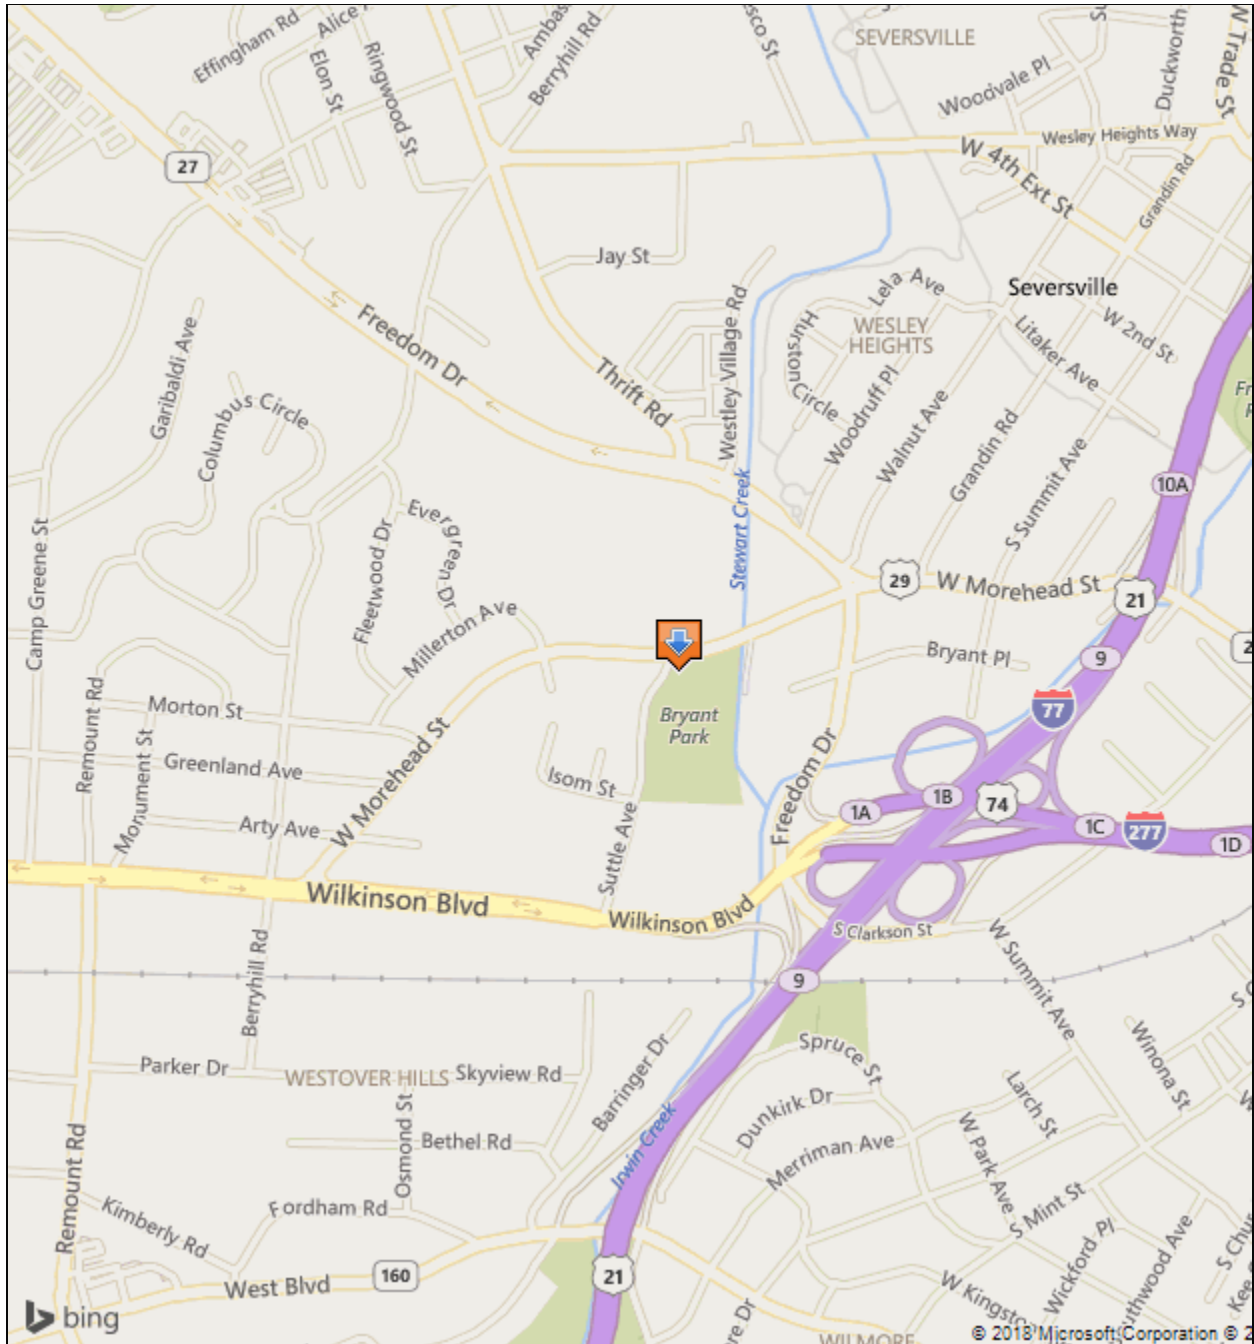 Effingham Rd
Alice
Elon St
Ringwood St
Berryhill Rd
SEVERSVILLE
Woodvale Pl
Duckworth
N Trade St
Wesley Heights Way
27
W 4th Ext St
Grandin Rd
Jay St
Seversville
Lela Ave
WESLEY
HEIGHTS
Hurston
Circle
Litaker Ave
W 2nd St
Westley Village Rd
Freedom Dr
Garibaldi Ave
Thrift Rd
Columbus Circle
Woodruff Pl
Walnut Ave
Grandin Rd
S Summit Ave
10A
Stewart Creek
Evergreen Dr
Fleetwood Dr
Millerton Ave
Camp Greene St
29
W Morehead St
21
Bryant Pl
9
77
Bryant
Park
Remount Rd
Morton St
Monument St
Greenland Ave
Arty Ave
W Morehead St
Isom St
Suttle Ave
Freedom Dr
1A
1B
74
1C
277
1D
Wilkinson Blvd
Wilkinson Blvd
S Clarkson St
W Summit Ave
9
Berryhill Rd
Parker Dr
WESTOVER HILLS
Skyview Rd
Barringer Dr
Spruce St
Winona St
Larch St
Dunkirk Dr
Merriman Ave
W Park Ave
Osmond St
Bethel Rd
Irwin Creek
Remount Rd
Kimberly Rd
Fordham Rd
S Mint St
Wickford Pl
West Blvd
160
21
W Kingston
bing
WILMORE
© 2018 Microsoft Corporation ©